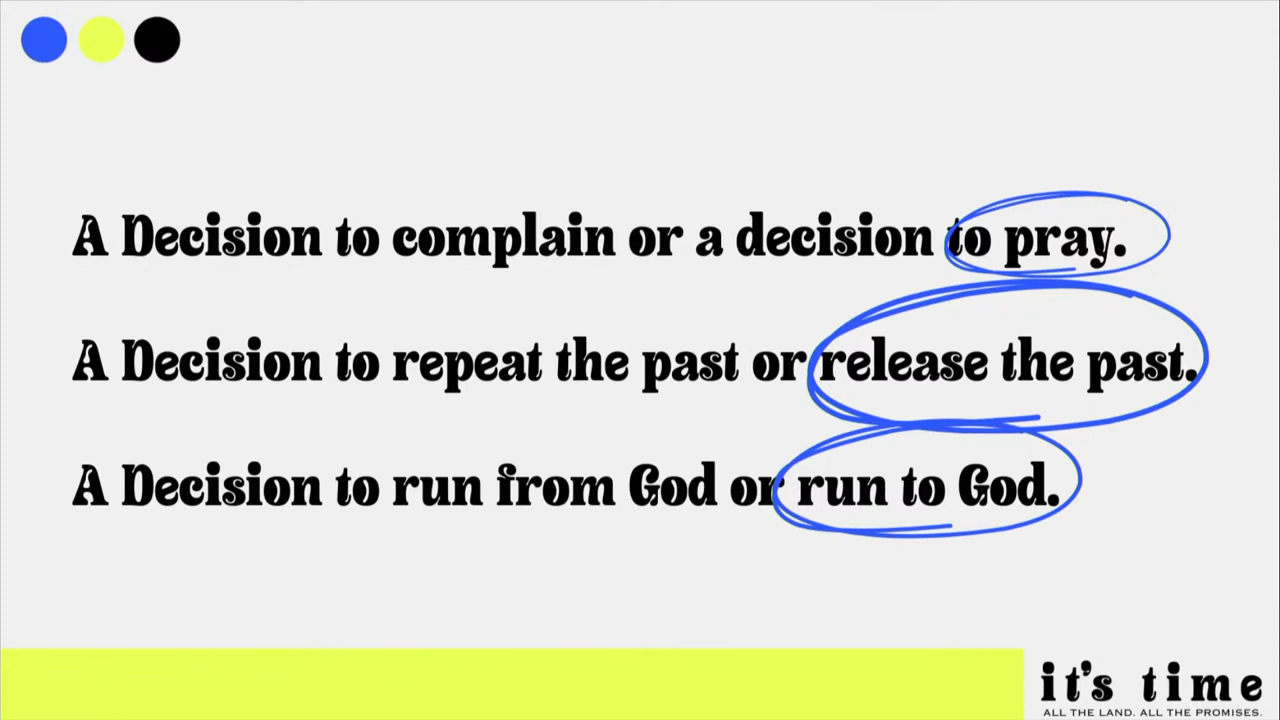 A Decision to complain or a decision to pray.
A Decision to repeat the past or release the past.
A Decision to run from God or run to God.
it's time
ALL THE LAND. ALL THE PROMISES.